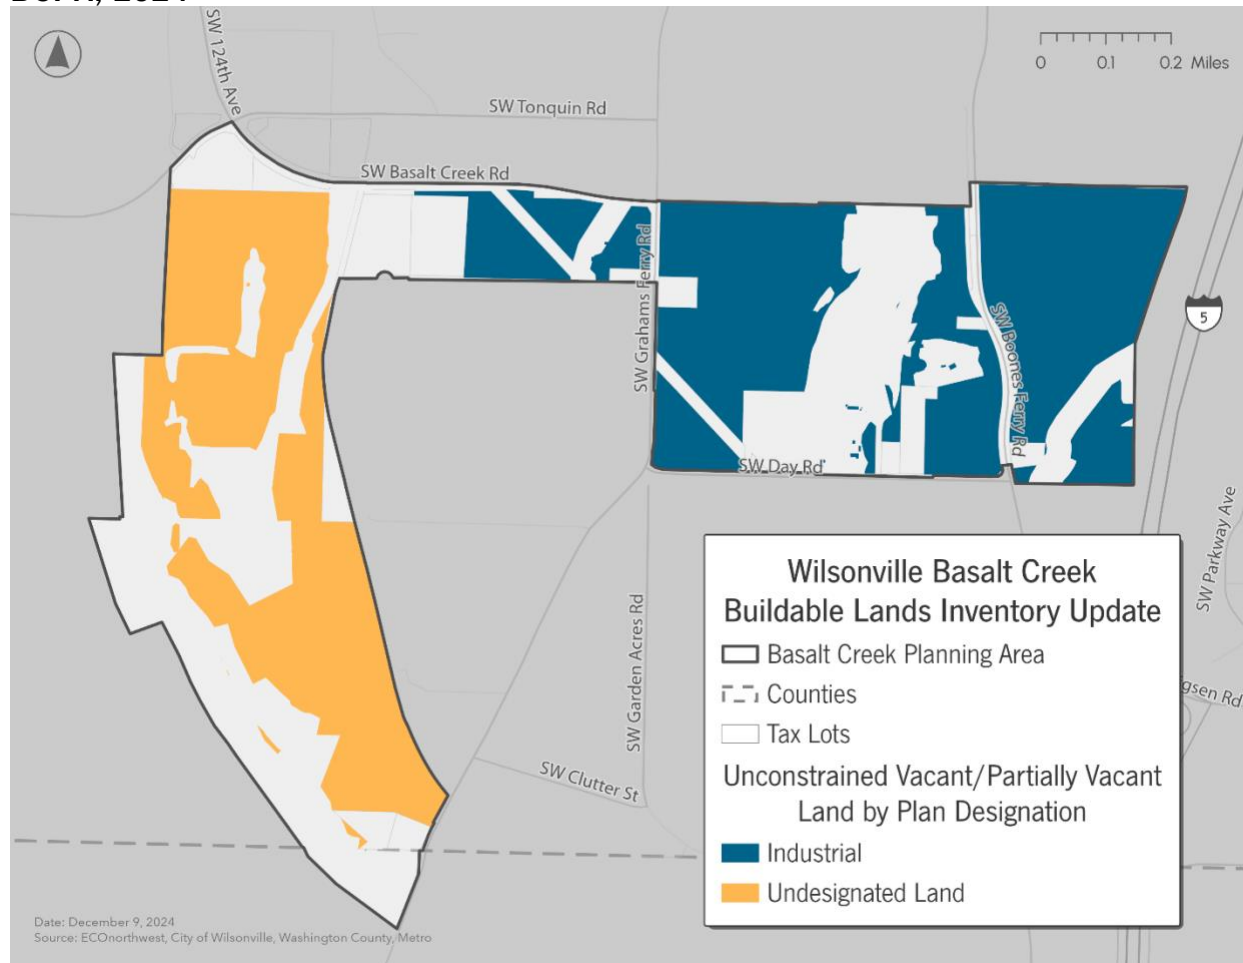 SW 124th Ave
0 0.1 0.2 Miles
SW Tonquin Rd
SW Basalt Creek Rd
SW Grahams Ferry Rd
5
SW Boones Ferry Rd
SW Day Rd
SW Parkway Ave
SW Garden Acres Rd
SW Clutter St
gsen Rd
Wilsonville Basalt Creek
Buildable Lands Inventory Update
Basalt Creek Planning Area
Counties
Tax Lots
Unconstrained Vacant/Partially Vacant
Land by Plan Designation
Industrial
Undesignated Land
Date: December 9, 2024
Source: ECOnorthwest, City of Wilsonville, Washington County, Metro